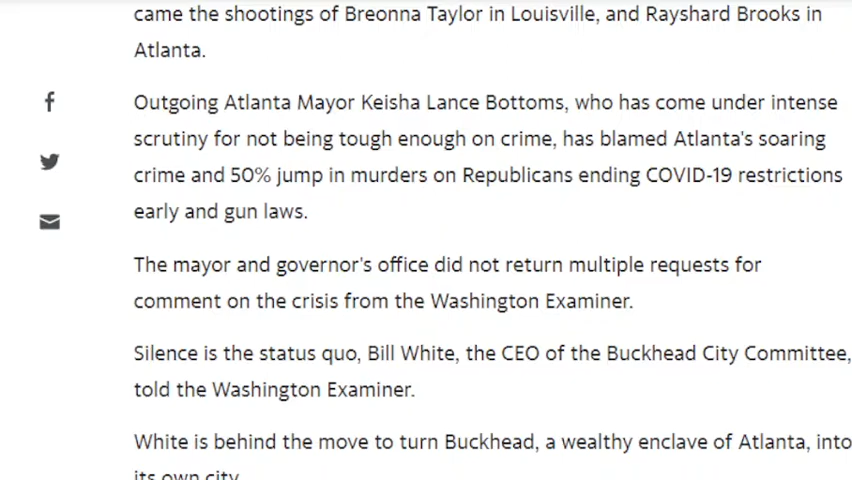 came the shootings of Breonna Taylor in Louisville, and Rayshard Brooks in
Atlanta.
Outgoing Atlanta Mayor Keisha Lance Bottoms, who has come under intense
scrutiny for not being tough enough on crime, has blamed Atlanta's soaring
crime and 50% jump in murders on Republicans ending COVID-19 restrictions
early and gun laws.
The mayor and governor's office did not return multiple requests for
comment on the crisis from the Washington Examiner.
Silence is the status quo, Bill White, the CEO of the Buckhead City Committee,
told the Washington Examiner.
White is behind the move to turn Buckhead, a wealthy enclave of Atlanta, into
its own city.